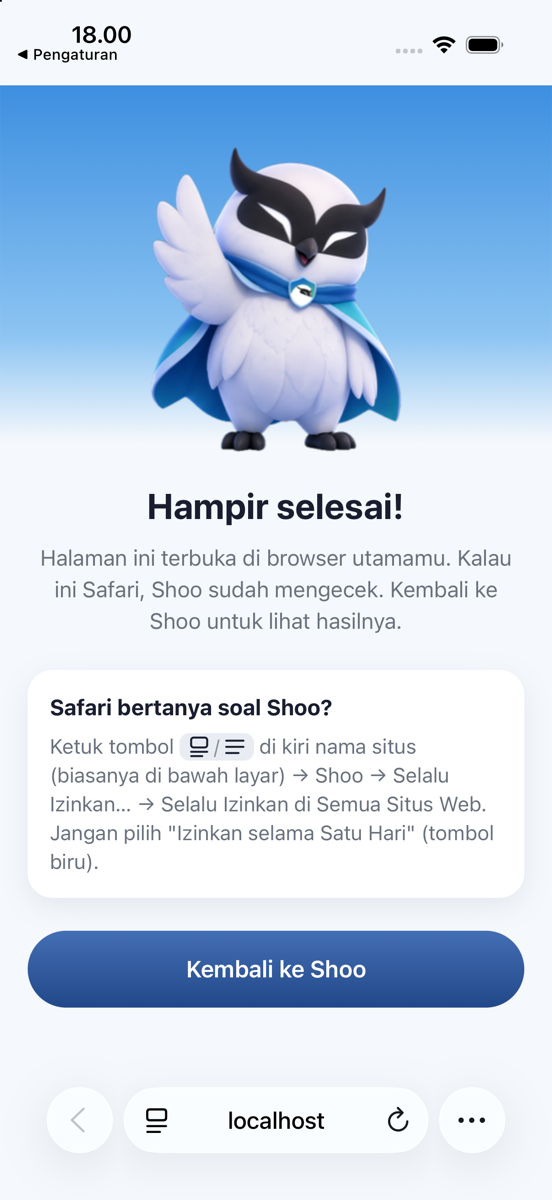 18.00
◀ Pengaturan
Hampir selesai!
Halaman ini terbuka di browser utamamu. Kalau
ini Safari, Shoo sudah mengecek. Kembali ke
Shoo untuk lihat hasilnya.
Safari bertanya soal Shoo?
Ketuk tombol / di kiri nama situs
(biasanya di bawah layar) → Shoo → Selalu
Izinkan... → Selalu Izinkan di Semua Situs Web.
Jangan pilih "Izinkan selama Satu Hari" (tombol
biru).
Kembali ke Shoo
localhost